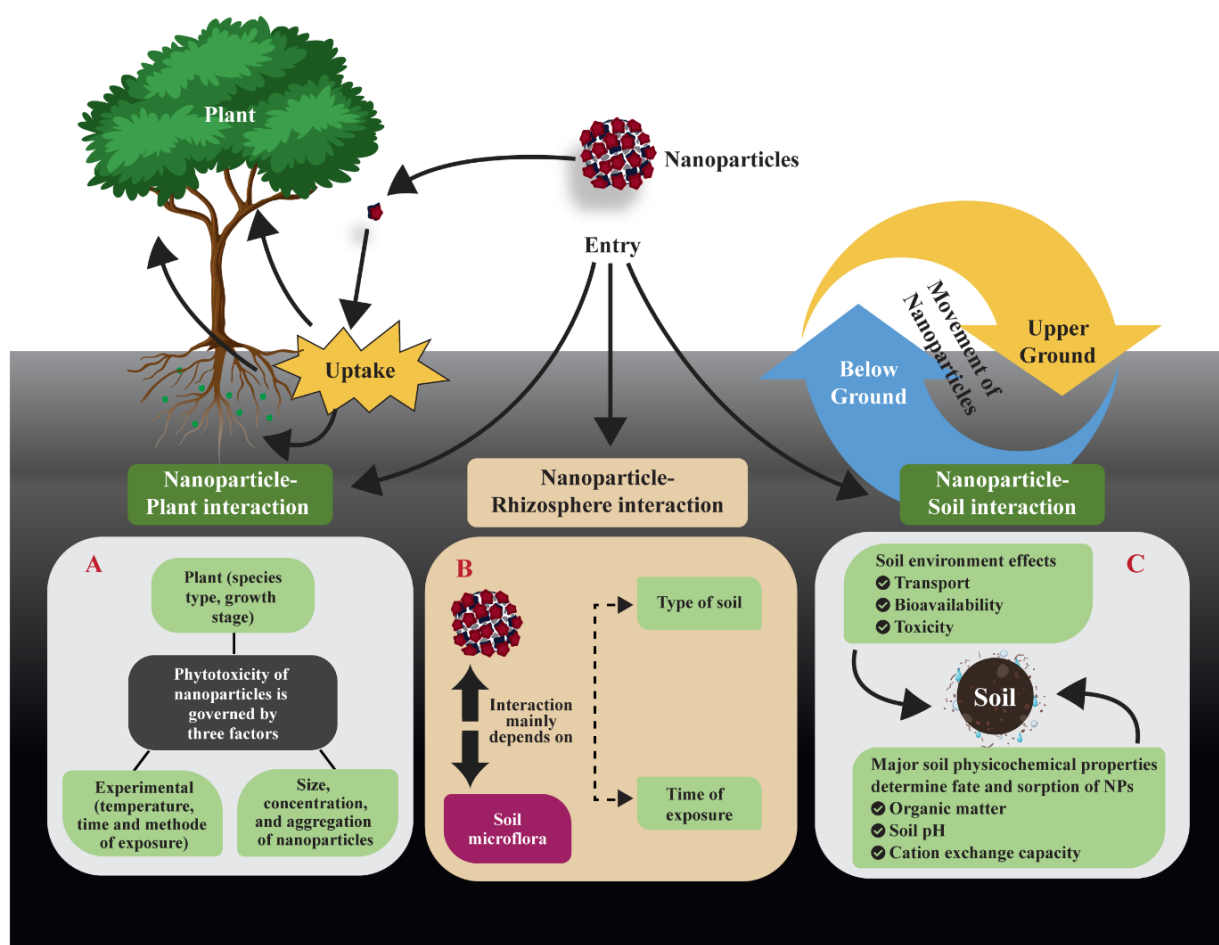 Plant
Nanoparticles
Entry
Uptake
Movement of
Nanoparticles
Upper
Ground
Below
Ground
Nanoparticle-
Plant interaction
Nanoparticle-
Rhizosphere interaction
Nanoparticle-
Soil interaction
A
Plant (species
type, growth
stage)
Phytotoxicity of
nanoparticles is
governed by
three factors
Experimental
(temperature,
time and methode
of exposure)
Size,
concentration,
and aggregation
of nanoparticles
B
Type of soil
Interaction
mainly
depends on
Soil
microflora
Time of
exposure
C
Soil environment effects
Transport
Bioavailability
Toxicity
Soil
Major soil physicochemical properties
determine fate and sorption of NPs
Organic matter
Soil pH
Cation exchange capacity